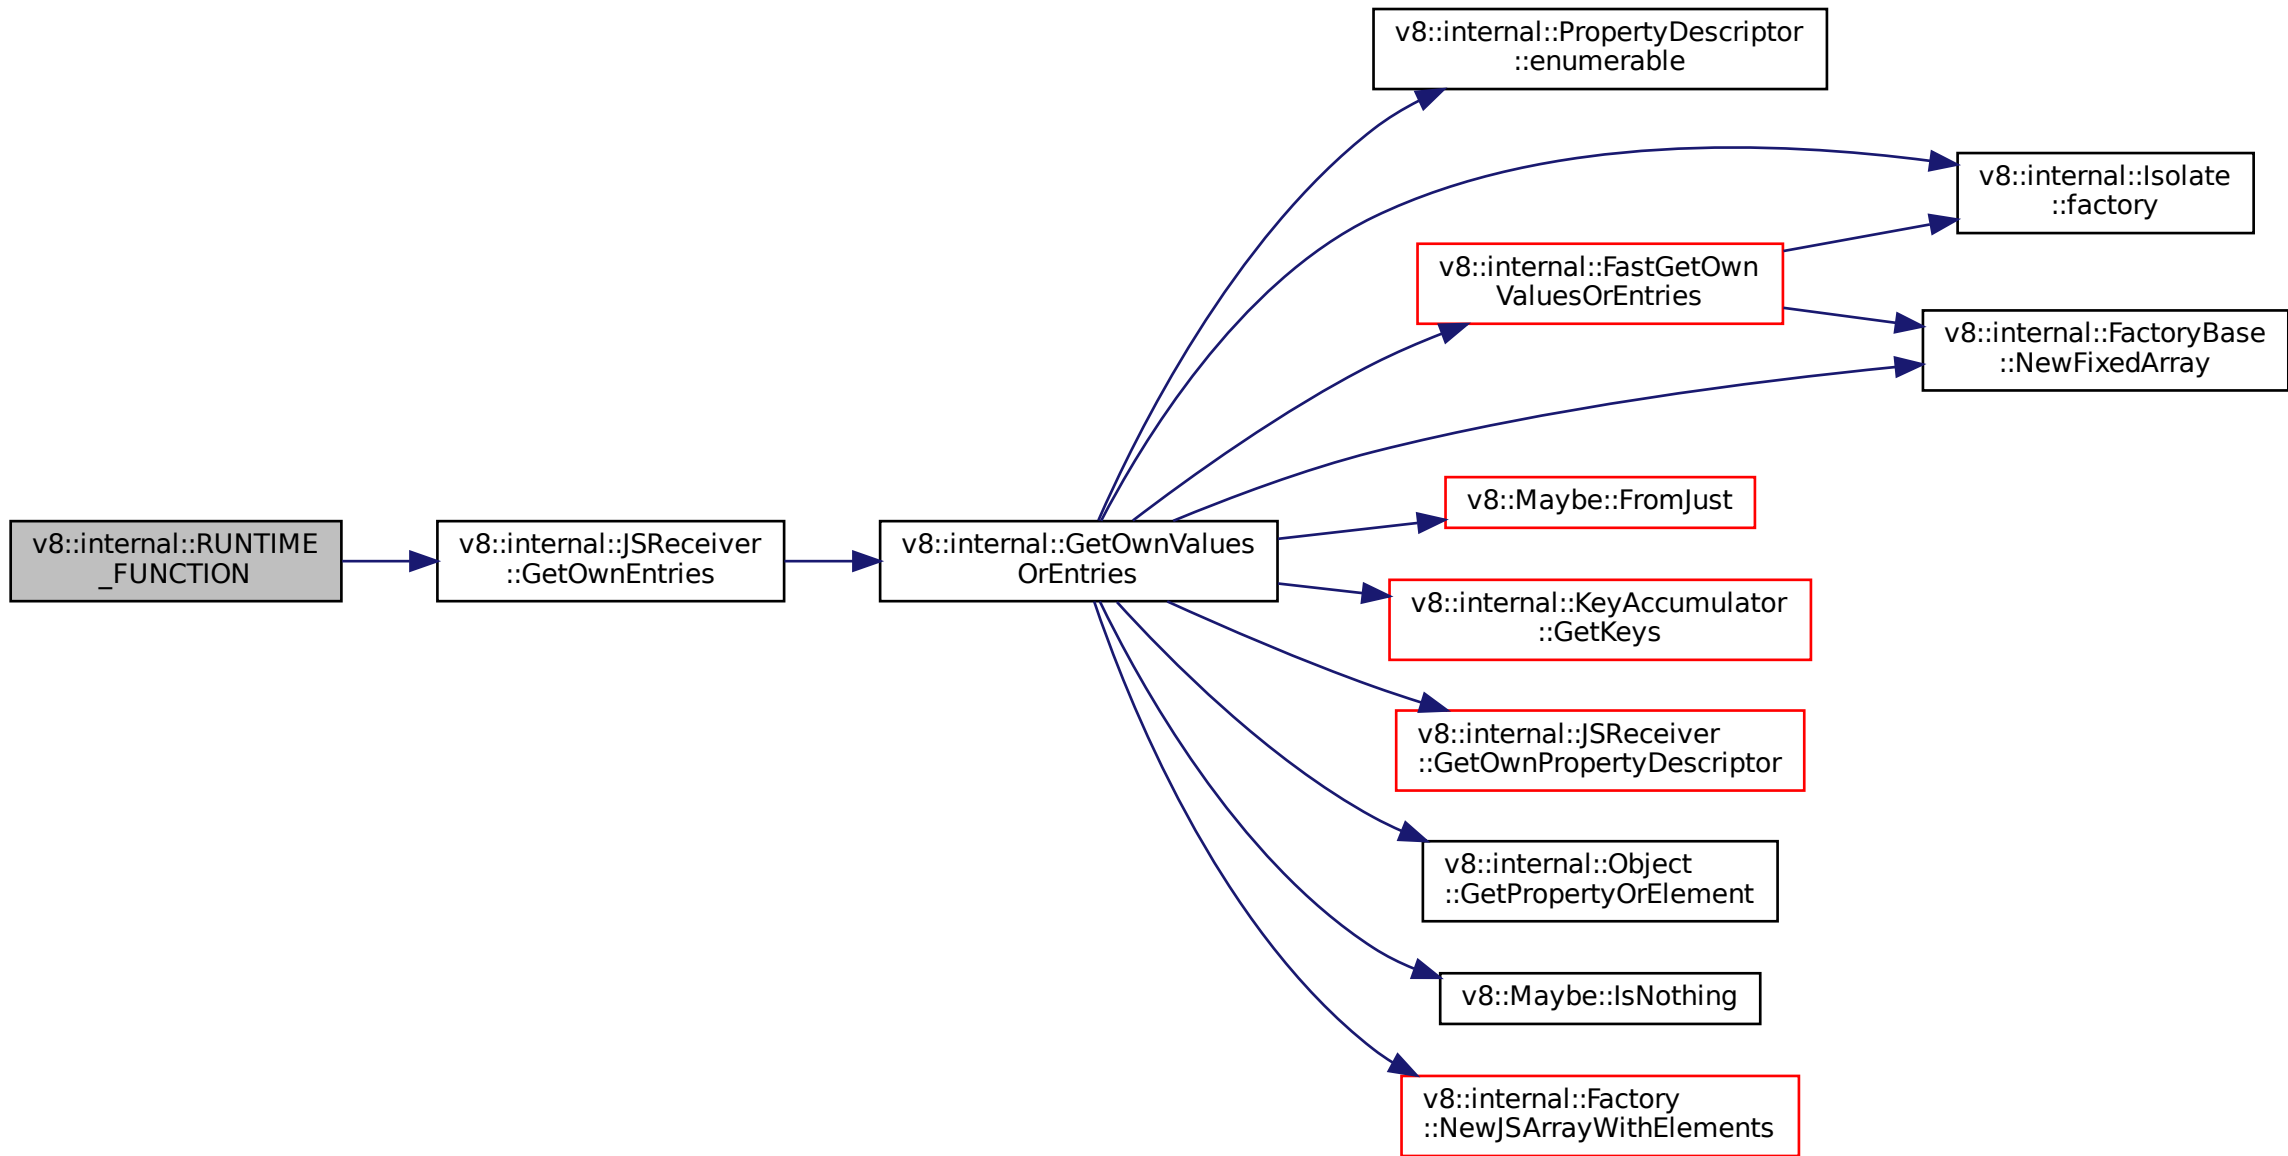 v8::internal::RUNTIME
_FUNCTION
v8::internal::JSReceiver
::GetOwnEntries
v8::internal::GetOwnValues
OrEntries
v8::internal::PropertyDescriptor
::enumerable
v8::internal::Isolate
::factory
v8::internal::FastGetOwn
ValuesOrEntries
v8::internal::FactoryBase
::NewFixedArray
v8::Maybe::FromJust
v8::internal::KeyAccumulator
::GetKeys
v8::internal::JSReceiver
::GetOwnPropertyDescriptor
v8::internal::Object
::GetPropertyOrElement
v8::Maybe::IsNothing
v8::internal::Factory
::NewJSArrayWithElements